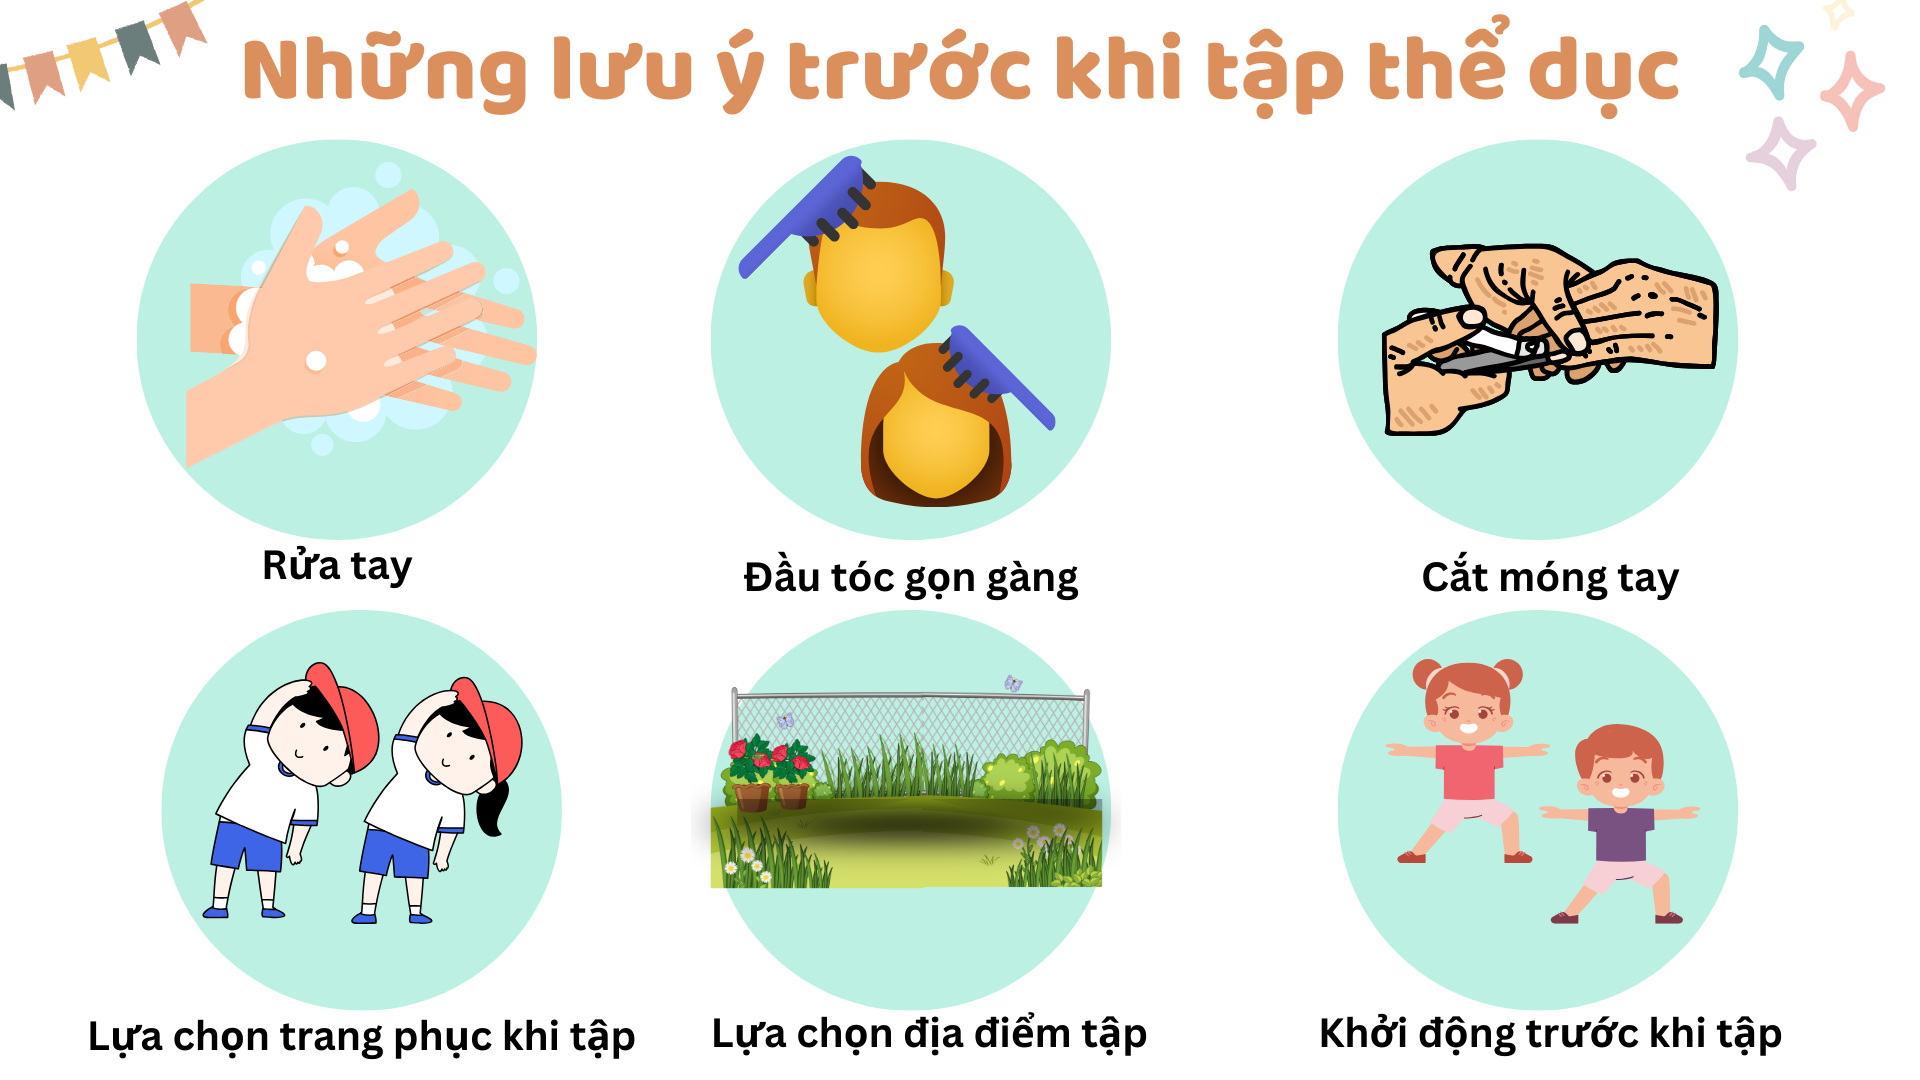 Những lưu ý trước khi tập thể dục
Rửa tay
Đầu tóc gọn gàng
Cắt móng tay
Lựa chọn trang phục khi tập
Lựa chọn địa điểm tập
Khởi động trước khi tập